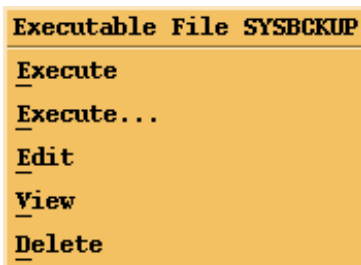 Executable File SYSBCKUP
Execute
Execute...
Edit
View
Delete